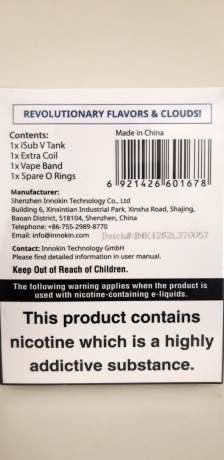 REVOLUTIONARY FLAVORS & CLOUDS!
Contents:
1x iSub V Tank
1x Extra Coil
1x Vape Band
1x Spare O Rings
Made in China
6 921426 601678
Manufacturer:
Shenzhen Innokin Technology Co., Ltd
Building 6, Xinxintian Industrial Park, Xinsha Road, Shajing,
Baoan District, 518104, Shenzhen, China
Telephone: +86-755-2989-8770
Email: info@innokin.com
Batch#:INK42S21.270057
Contact: Innokin Technology GmbH
Please find detailed information in user manual.
Keep Out of Reach of Children.
The following warning applies when the product is
used with nicotine-containing e-liquids.
This product contains
nicotine which is a highly
addictive substance.